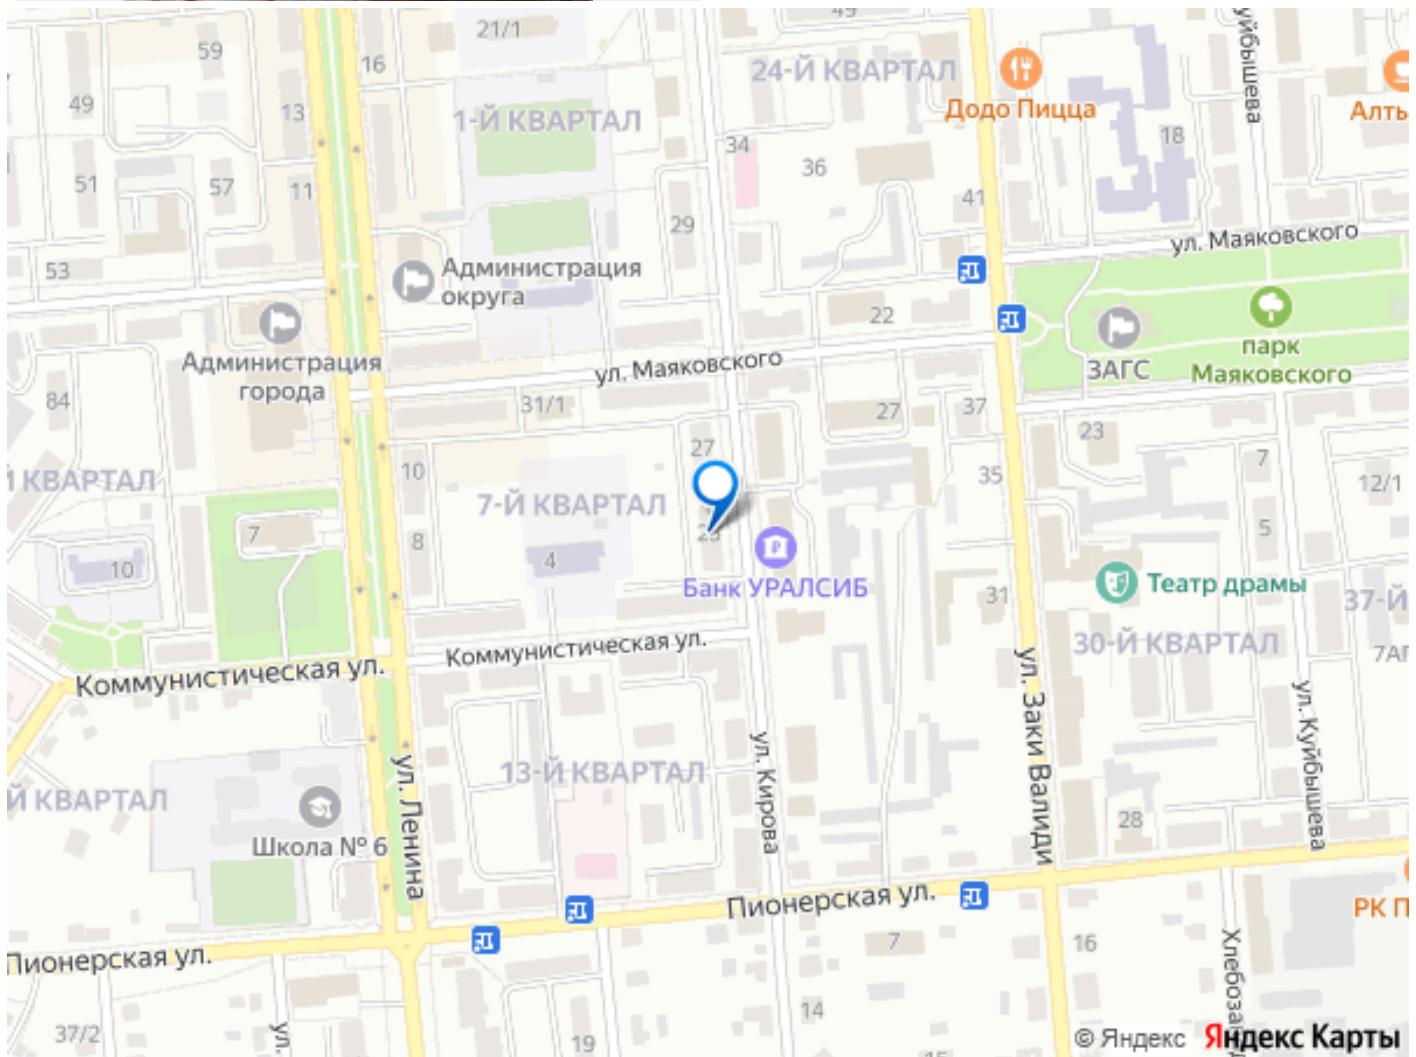 21/1
49
59
16
24-Й КВАРТАЛ
Додо Пицца
Алты
49
13
1-Й КВАРТАЛ
34
18
51
57
11
36
41
29
ул. Маяковского
53
Администрация
округа
22
Администрация
города
ул. Маяковского
ЗАГС
парк
Маяковского
84
31/1
27
37
23
27
10
7
Й КВАРТАЛ
7-Й КВАРТАЛ
35
12/1
7
8
5
4
10
Банк УРАЛСИБ
31
Театр драмы
37-Й
30-Й КВАРТАЛ
Коммунистическая ул.
Коммунистическая ул.
ул. Заки Валиди
ул. Куйбышева
ул. Ленина
ул. Кирова
13-Й КВАРТАЛ
Й КВАРТАЛ
Школа № 6
28
Пионерская ул.
РК П
Пионерская ул.
7
16
14
37/2
ул.
19
15
© Яндекс Яндекс Карты